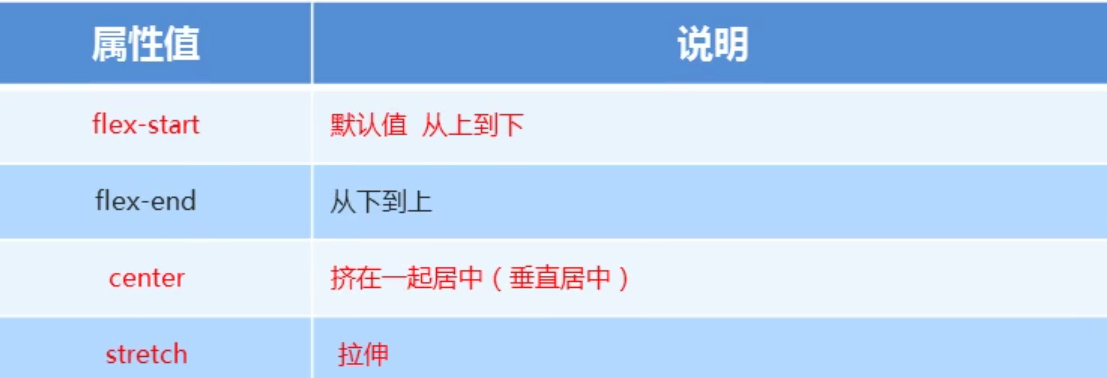 属性值 说明
flex-start 默认值 从上到下
flex-end 从下到上
center 挤在一起居中（垂直居中）
stretch 拉伸